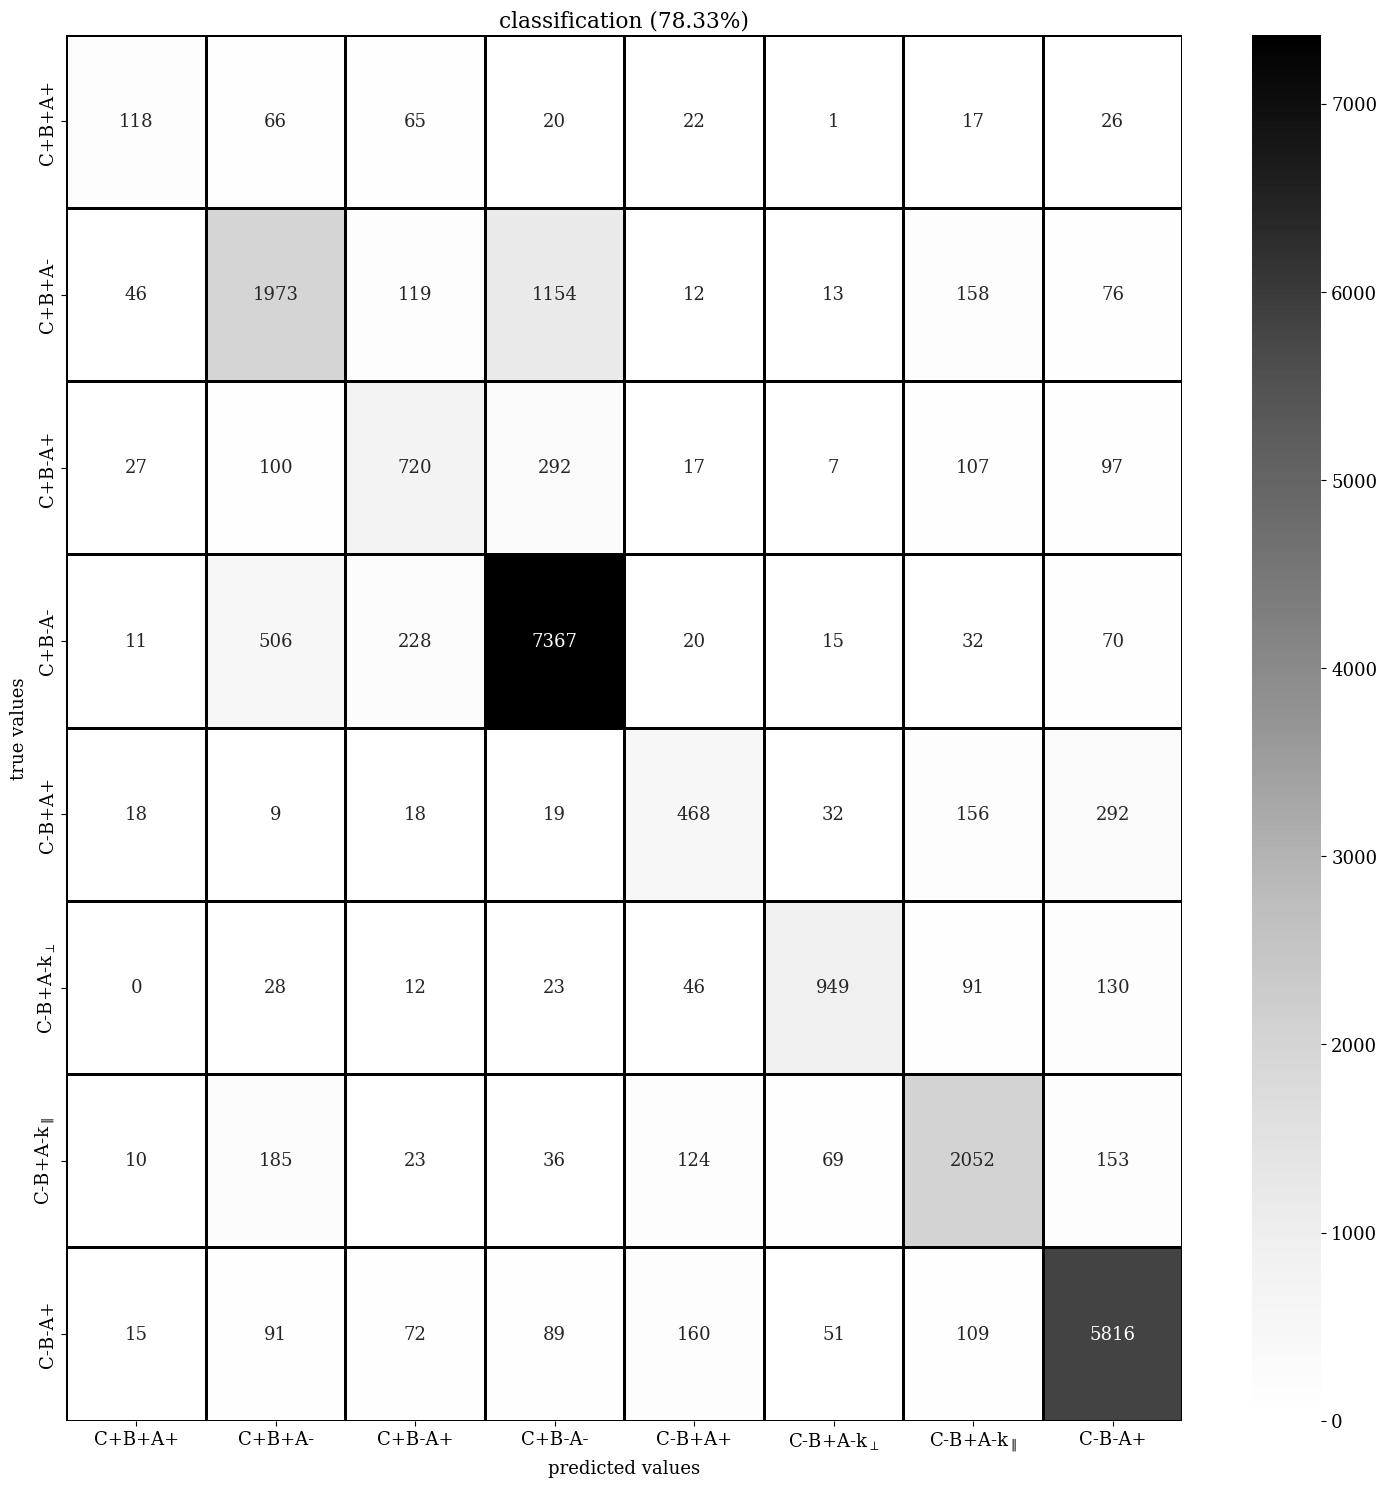 classification (78.33%)
C+B+A+ 118 66 65 20 22 1 17 26
C+B+A- 46 1973 119 1154 12 13 158 76
C+B-A+ 27 100 720 292 17 7 107 97
C+B-A- 11 506 228 7367 20 15 32 70
C-B+A+ 18 9 18 19 468 32 156 292
C-B+A-k⊥ 0 28 12 23 46 949 91 130
C-B+A-k∥ 10 185 23 36 124 69 2052 153
C-B-A+ 15 91 72 89 160 51 109 5816
true values
C+B+A+ C+B+A- C+B-A+ C+B-A- C-B+A+ C-B+A-k⊥ C-B+A-k∥ C-B-A+
predicted values
7000
6000
5000
4000
3000
2000
1000
0